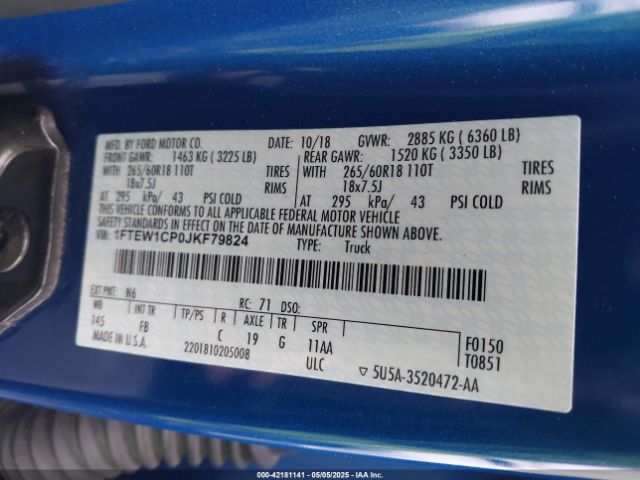 MFD. BY FORD MOTOR CO.
DATE: 10/18 GVWR: 2885 KG ( 6360 LB)
FRONT GAWR: 1463 KG ( 3225 LB) REAR GAWR: 1520 KG ( 3350 LB)
WITH 265/60R18 110T TIRES WITH 265/60R18 110T TIRES
18x7.5J RIMS 18x7.5J RIMS
AT 295 kPa/ 43 PSI COLD AT 295 kPa/ 43 PSI COLD
THIS VEHICLE CONFORMS TO ALL APPLICABLE FEDERAL MOTOR VEHICLE
SAFETY STANDARDS IN EFFECT ON THE DATE OF MANUFACTURE SHOWN ABOVE.
VIN: 1FTEW1CP0JKF79824
TYPE: Truck
EXT PNT: N6 RC: 71 DSO:
WB INT TR TP/PS R AXLE TR SPR
145 FB C 19 G 11AA F0150
ULC T0851
MADE IN U.S.A. 2201810205008 ▽ 5U5A-3520472-AA
000-42181141 - 05/05/2025 - IAA Inc.